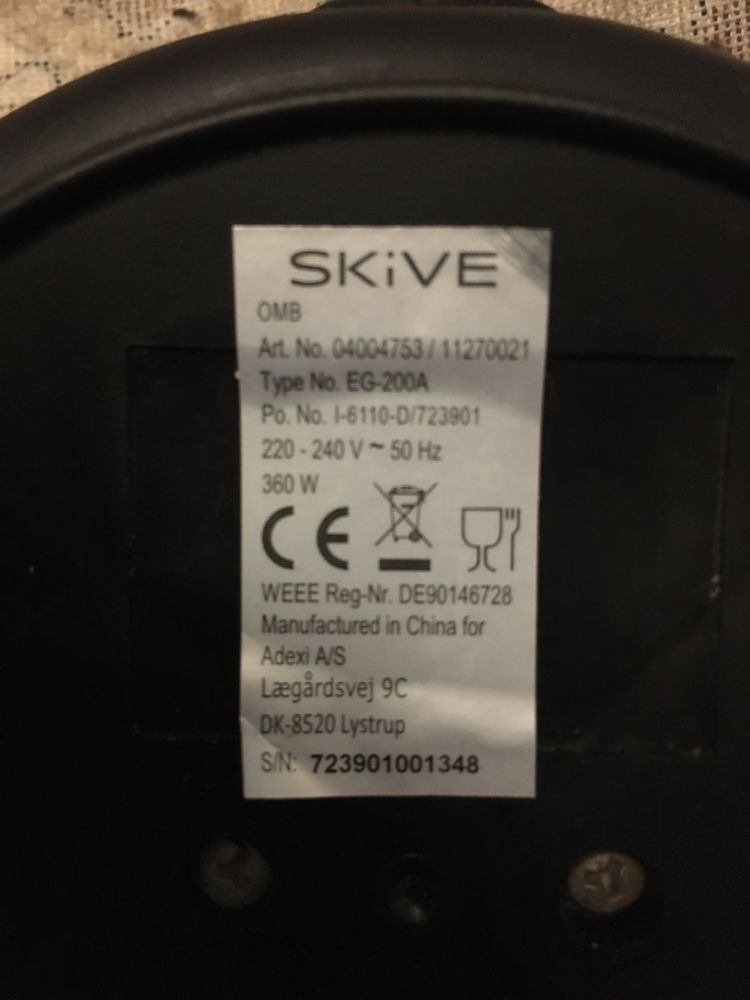 SKiVE
OMB
Art. No. 04004753 / 11270021
Type No. EG-200A
Po. No. I-6110-D/723901
220 - 240 V ~ 50 Hz
360 W
CE
WEEE Reg-Nr. DE90146728
Manufactured in China for
Adexi A/S
Lægårdsvej 9C
DK-8520 Lystrup
S/N: 723901001348